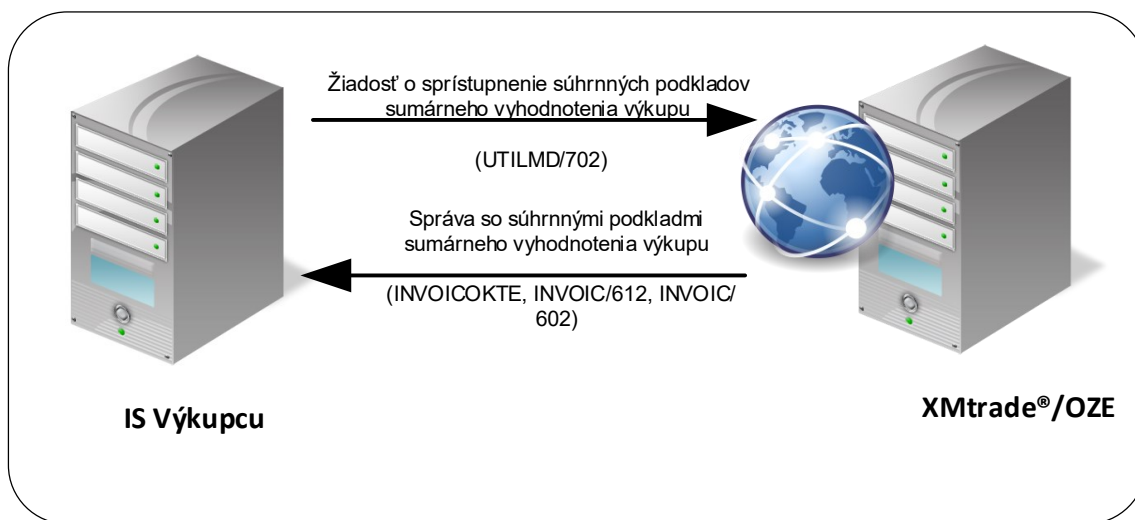 Žiadosť o sprístupnenie súhrnných podkladov
sumárneho vyhodnotenia výkupu
(UTILMD/702)
Správa so súhrnnými podkladmi
sumárneho vyhodnotenia výkupu
(INVOICOKTE, INVOIC/612, INVOIC/
602)
IS Výkupcu
XMtrade®/OZE